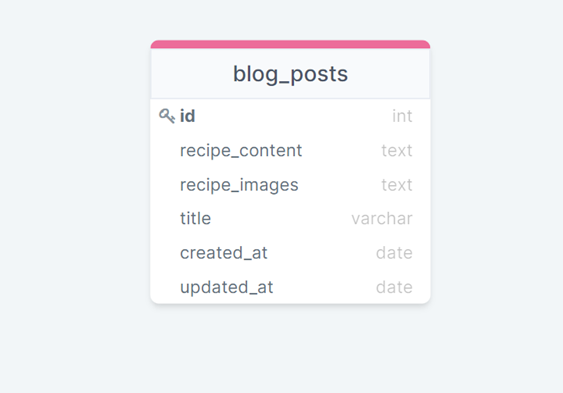 blog_posts
id int
recipe_content text
recipe_images text
title varchar
created_at date
updated_at date